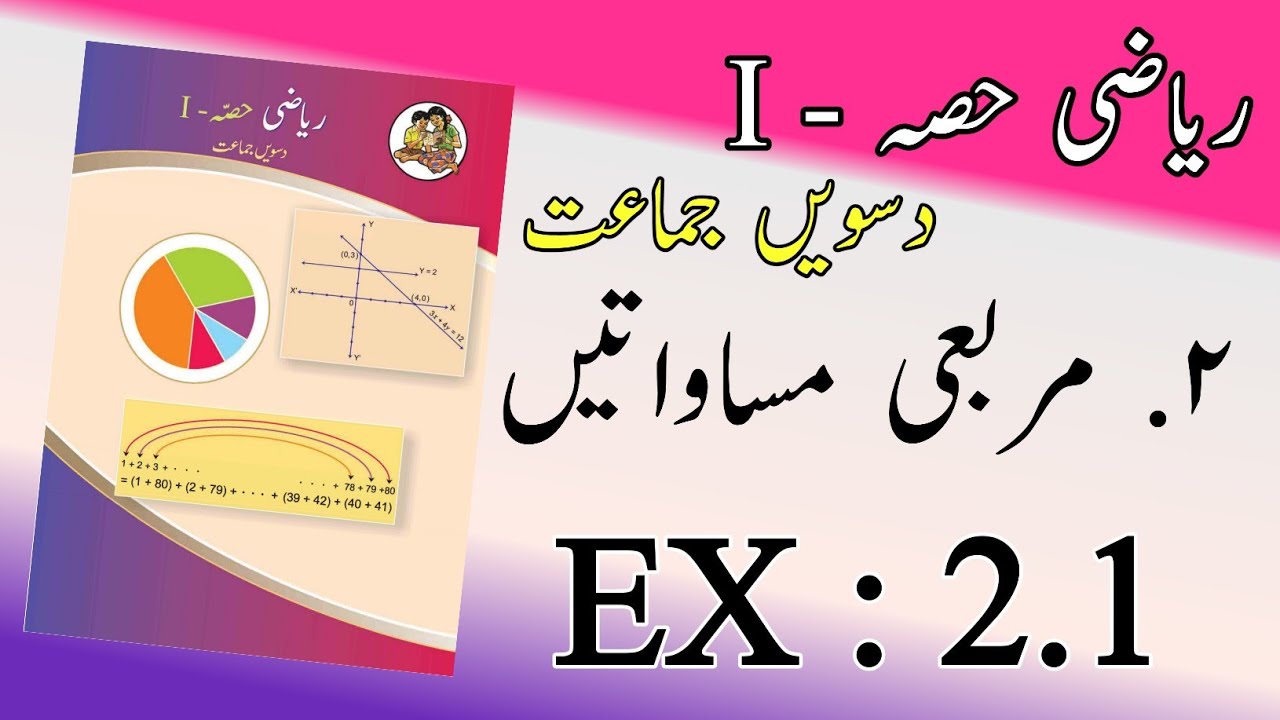 ریاضی حصہ - I
دسویں جماعت
۲. مربعی مساواتیں
EX : 2.1
ریاضی حصّہ - I
دسویں جماعت
Y
(0,3)
Y = 2
X'
0
(4,0)
X
3x + 4y = 12
Y'
1 + 2 + 3 + · · · · · · · · + 78 + 79 +80
= (1 + 80) + (2 + 79) + · · · · + (39 + 42) + (40 + 41)